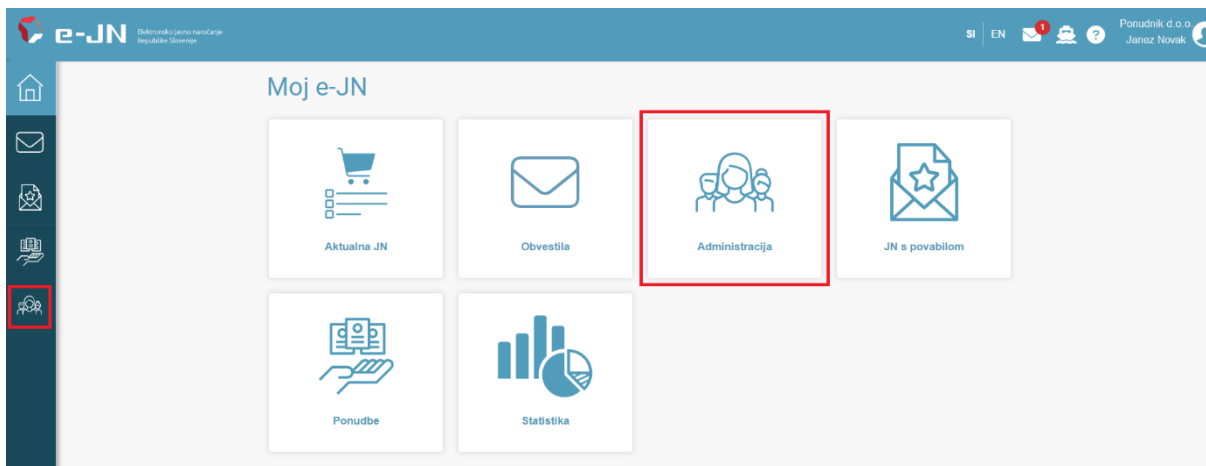 e-JN
Elektronsko javno naročanje
Republike Slovenije
SI EN
1
?
Ponudnik d.o.o.
Janez Novak
Moj e-JN
Aktualna JN
Obvestila
Administracija
JN s povabilom
Ponudbe
Statistika